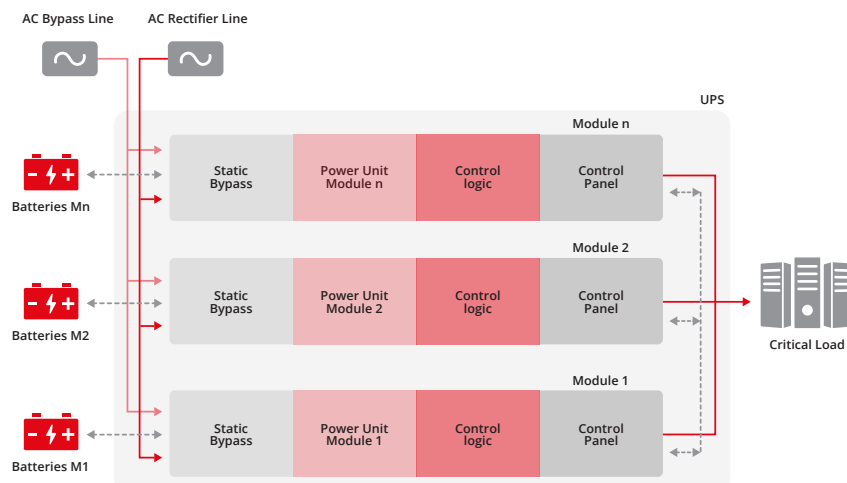 AC Bypass Line
AC Rectifier Line
UPS
Module n
Static
Bypass
Power Unit
Module n
Control
logic
Control
Panel
Batteries Mn
Module 2
Static
Bypass
Power Unit
Module 2
Control
logic
Control
Panel
Batteries M2
Critical Load
Module 1
Static
Bypass
Power Unit
Module 1
Control
logic
Control
Panel
Batteries M1